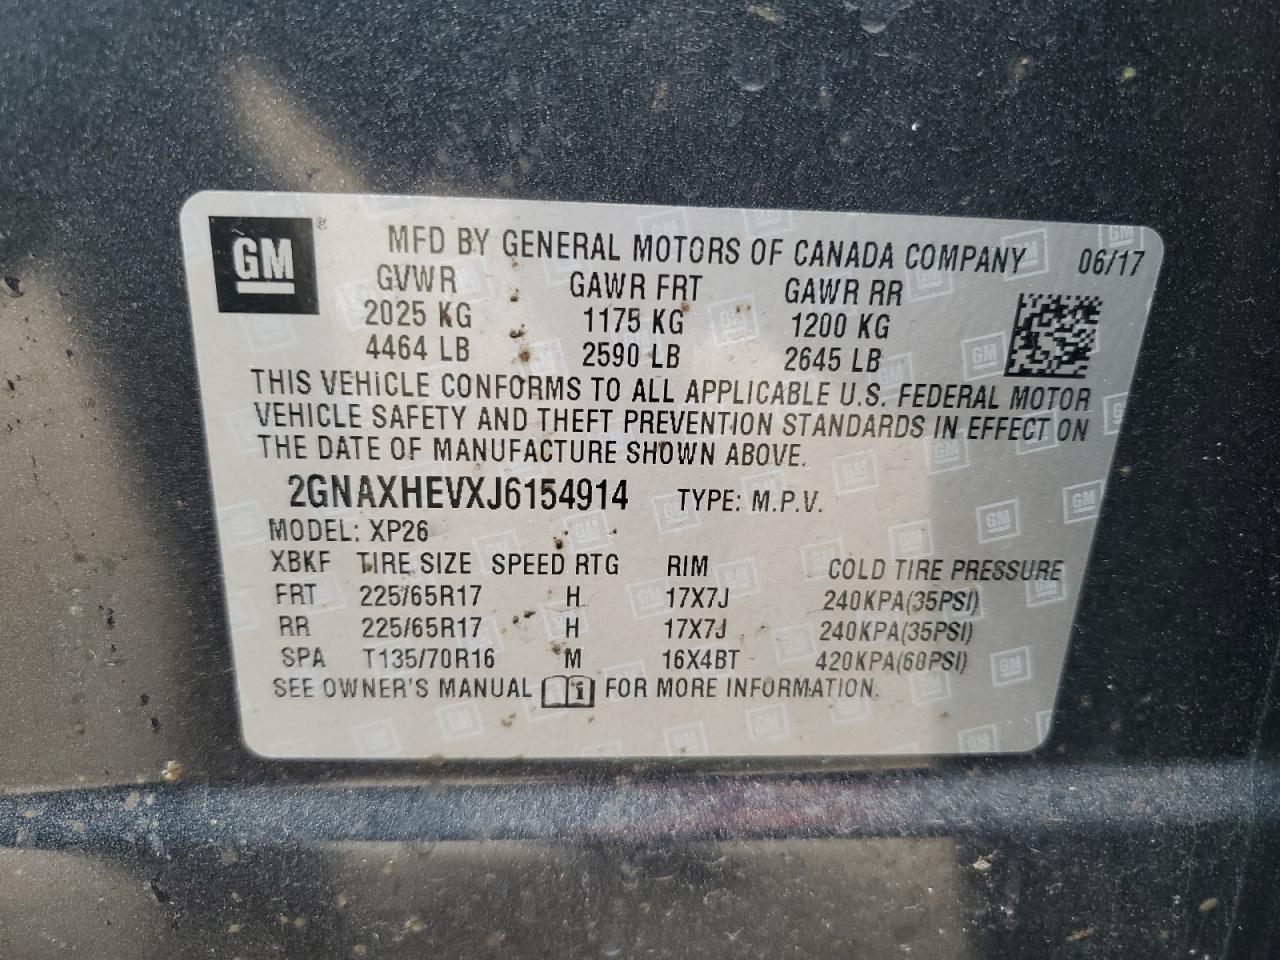 GM ® MFD BY GENERAL MOTORS OF CANADA COMPANY 06/17
GVWR GAWR FRT GAWR RR
2025 KG 1175 KG 1200 KG
4464 LB 2590 LB 2645 LB
THIS VEHICLE CONFORMS TO ALL APPLICABLE U.S. FEDERAL MOTOR
VEHICLE SAFETY AND THEFT PREVENTION STANDARDS IN EFFECT ON
THE DATE OF MANUFACTURE SHOWN ABOVE.
2GNAXHEVXJ6154914 TYPE: M.P.V.
MODEL: XP26
XBKF TIRE SIZE SPEED RTG RIM COLD TIRE PRESSURE
FRT 225/65R17 H 17X7J 240KPA(35PSI)
RR 225/65R17 H 17X7J 240KPA(35PSI)
SPA T135/70R16 M 16X4BT 420KPA(60PSI)
SEE OWNER'S MANUAL i FOR MORE INFORMATION.